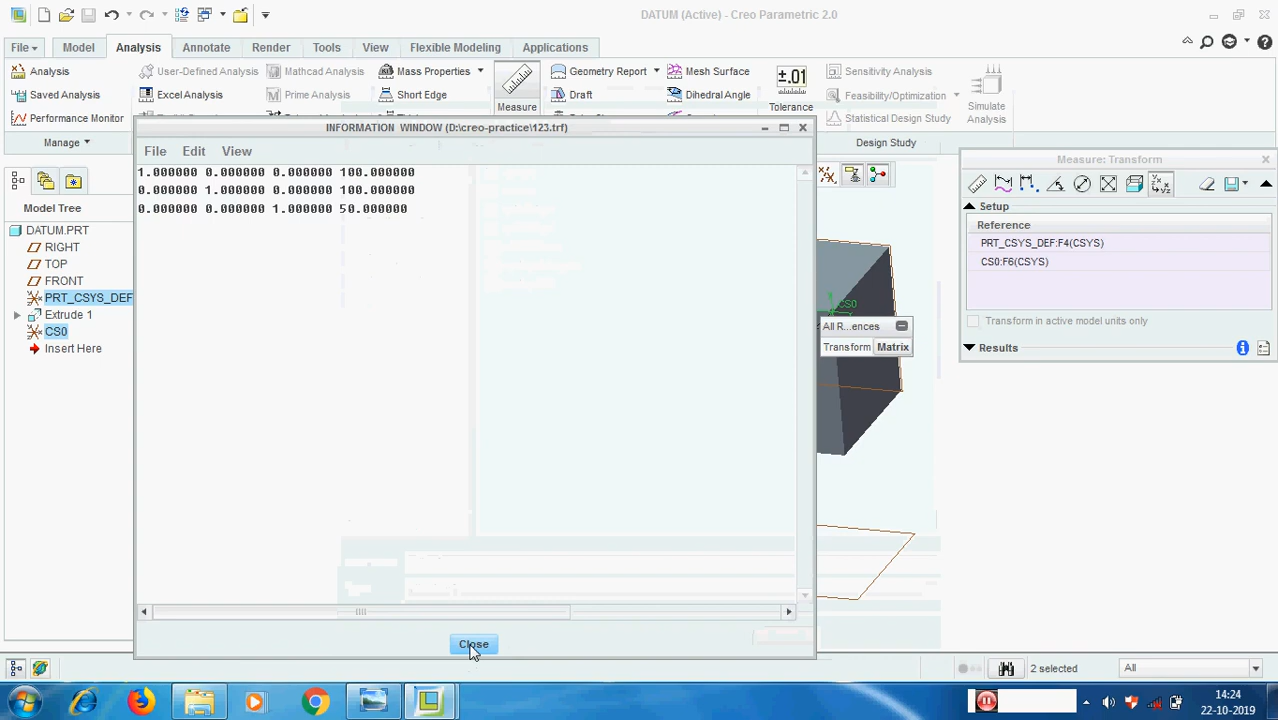 DATUM (Active) - Creo Parametric 2.0
File Model Analysis Annotate Render Tools View Flexible Modeling Applications
Analysis User-Defined Analysis Mathcad Analysis Mass Properties Geometry Report Mesh Surface Sensitivity Analysis
Saved Analysis Excel Analysis Prime Analysis Short Edge Measure Draft Dihedral Angle Tolerance Feasibility/Optimization Simulate Analysis
Performance Monitor Statistical Design Study
Manage Design Study
INFORMATION WINDOW (D:\creo-practice\123.trf)
File Edit View
1.000000 0.000000 0.000000 100.000000
0.000000 1.000000 0.000000 100.000000
0.000000 0.000000 1.000000 50.000000
Close
Model Tree
DATUM.PRT
RIGHT
TOP
FRONT
PRT_CSYS_DEF
Extrude 1
CS0
Insert Here
CS0
All R...ences
Transform Matrix
Measure: Transform
Setup
Reference
PRT_CSYS_DEF:F4(CSYS)
CS0:F6(CSYS)
Transform in active model units only
Results
2 selected All
14:24
22-10-2019